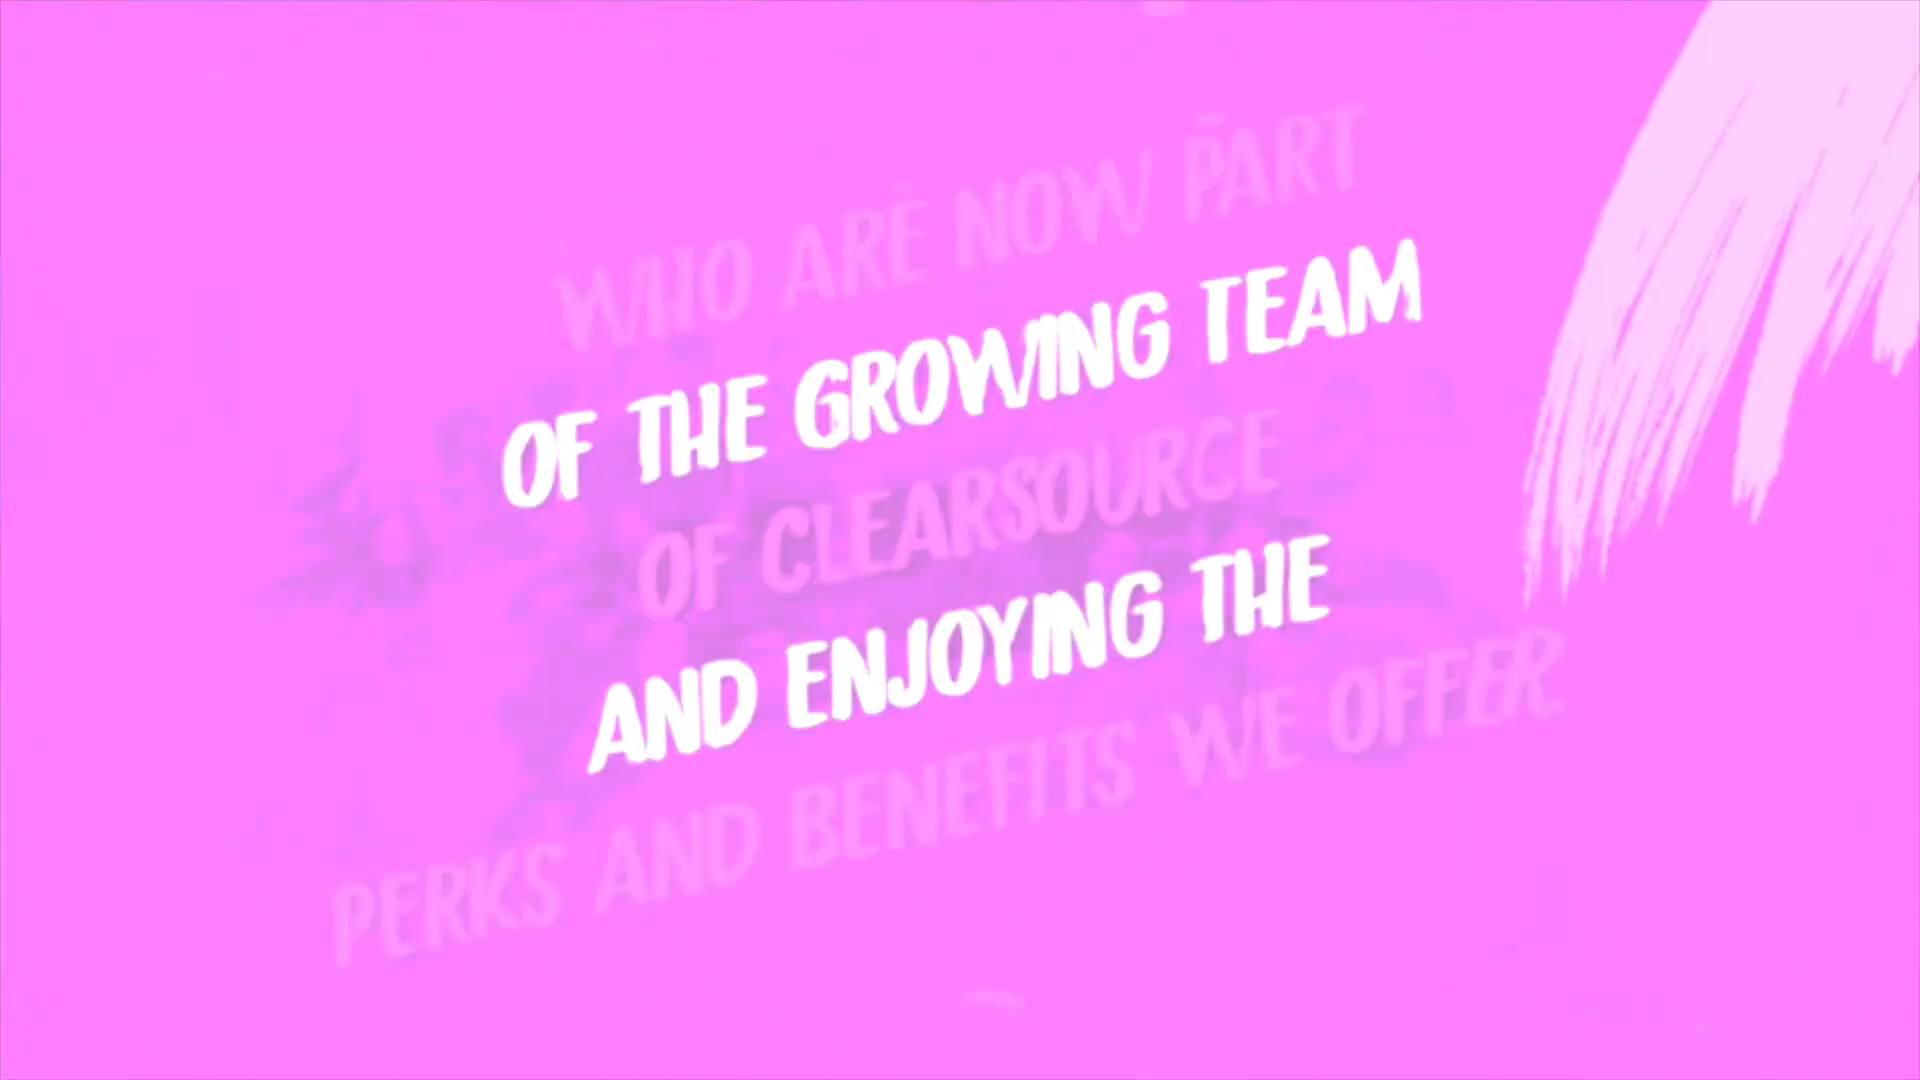 WHO ARE NOW PART
OF THE GROWING TEAM
OF CLEARSOURCE
AND ENJOYING THE
PERKS AND BENEFITS WE OFFER